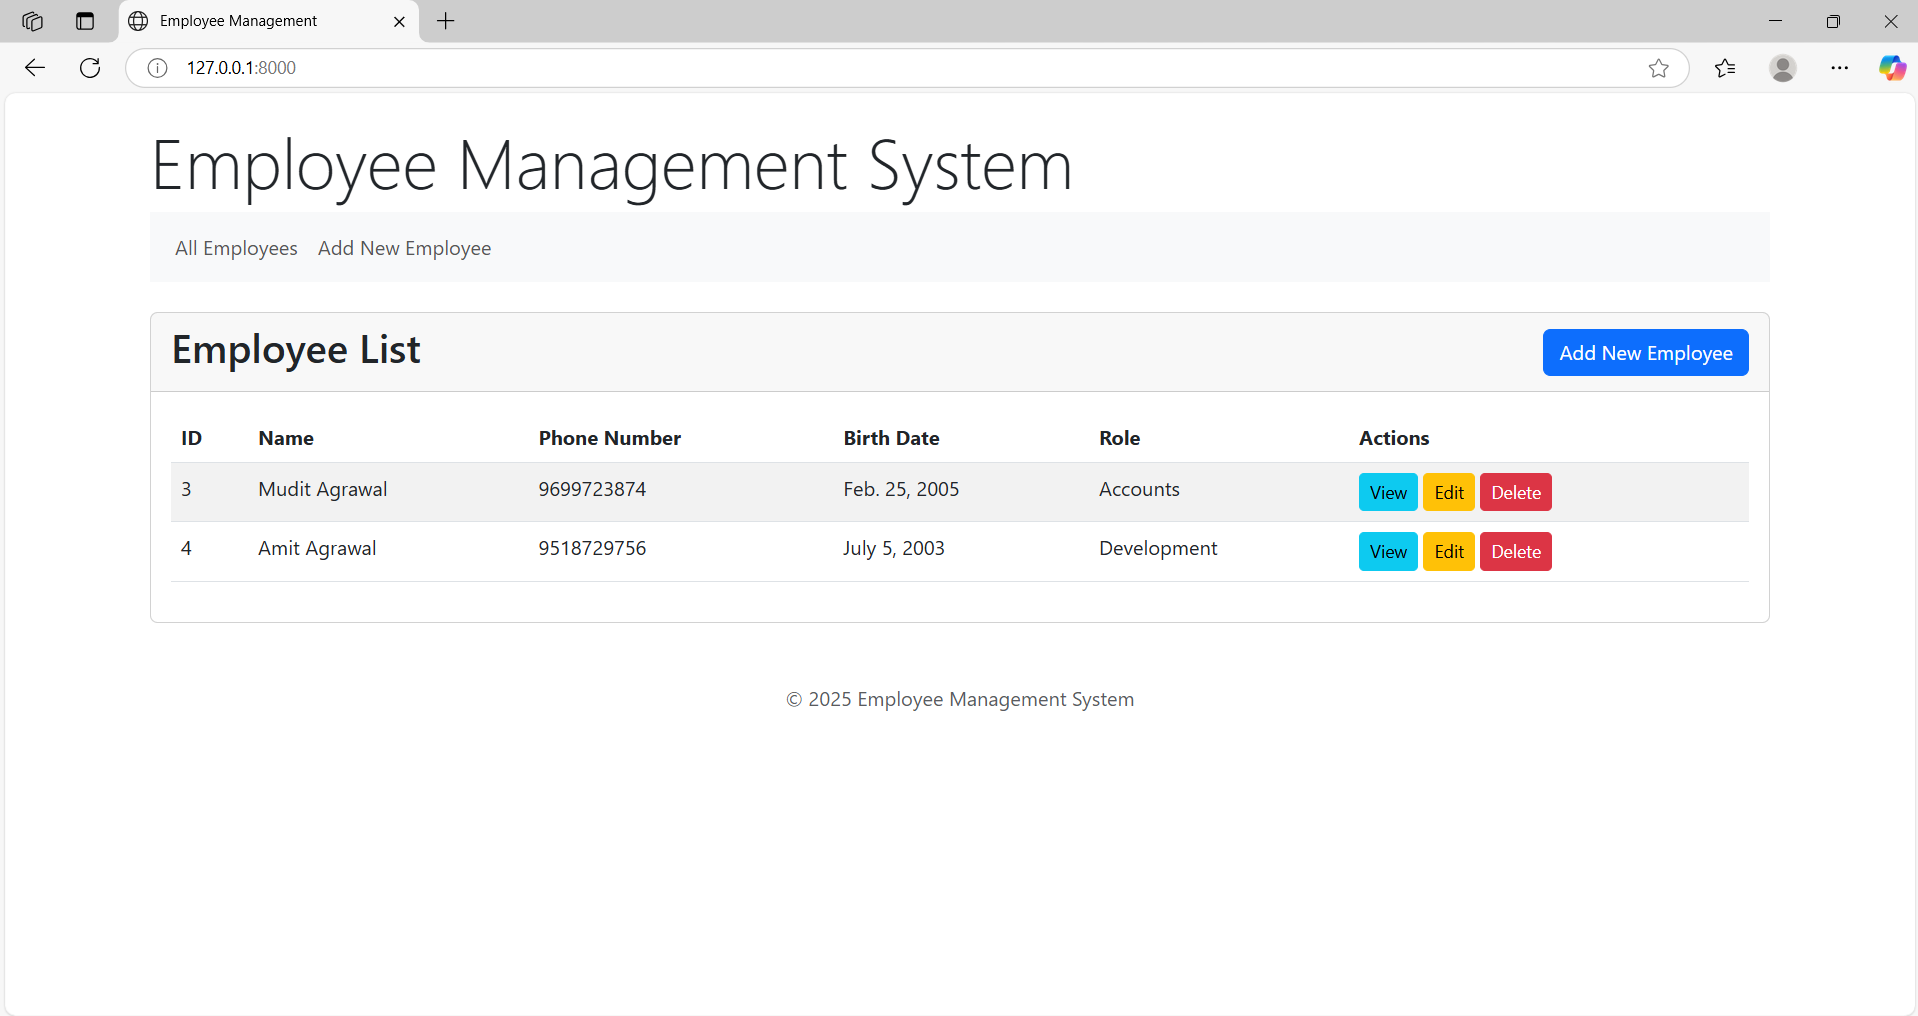 Employee Management
127.0.0.1:8000
Employee Management System
All Employees Add New Employee
Employee List Add New Employee
ID Name Phone Number Birth Date Role Actions
3 Mudit Agrawal 9699723874 Feb. 25, 2005 Accounts View Edit Delete
4 Amit Agrawal 9518729756 July 5, 2003 Development View Edit Delete
© 2025 Employee Management System